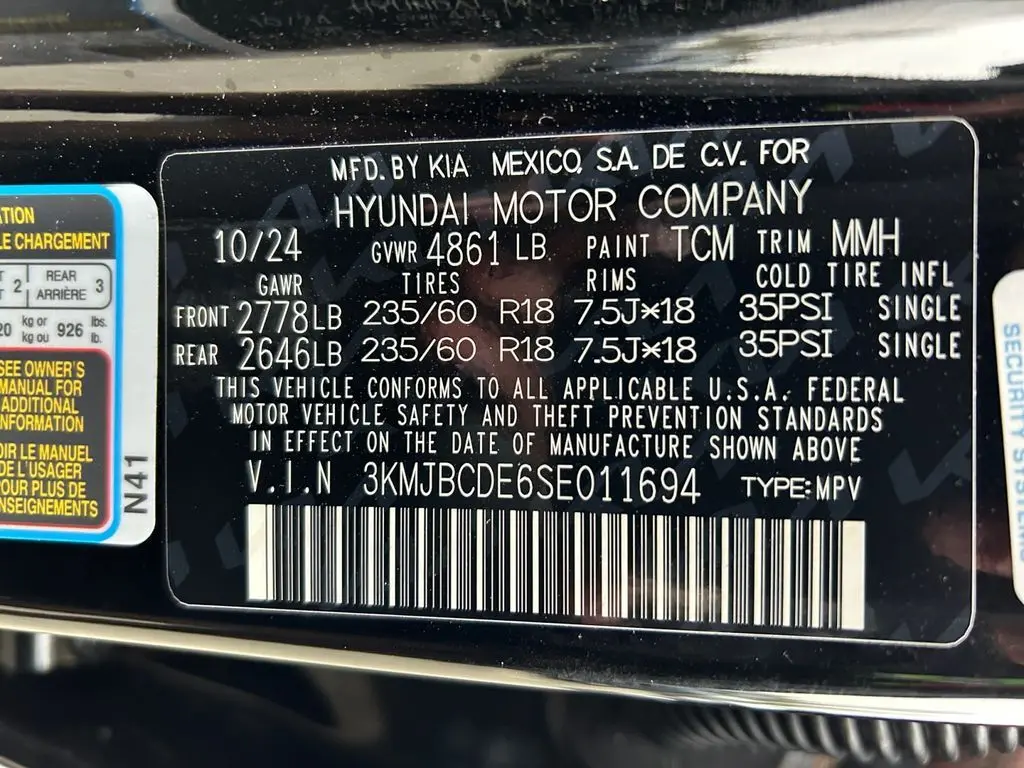 MFD. BY KIA MEXICO, S.A. DE C.V. FOR
HYUNDAI MOTOR COMPANY
10/24 GVWR 4861 LB. PAINT TCM TRIM MMH
GAWR TIRES RIMS COLD TIRE INFL
FRONT 2778LB 235/60 R18 7.5J×18 35PSI SINGLE
REAR 2646LB 235/60 R18 7.5J×18 35PSI SINGLE
THIS VEHICLE CONFORMS TO ALL APPLICABLE U.S.A. FEDERAL
MOTOR VEHICLE SAFETY AND THEFT PREVENTION STANDARDS
IN EFFECT ON THE DATE OF MANUFACTURE SHOWN ABOVE
V.I.N 3KMJBCDE6SE011694 TYPE:MPV
CHARGEMENT
2 REAR
ARRIÈRE 3
kg or
kg ou 926 lbs.
lb.
SEE OWNER'S
MANUAL FOR
ADDITIONAL
INFORMATION
LE MANUEL
DE L'USAGER
POUR PLUS DE
N41
SECURITY SYSTEMS